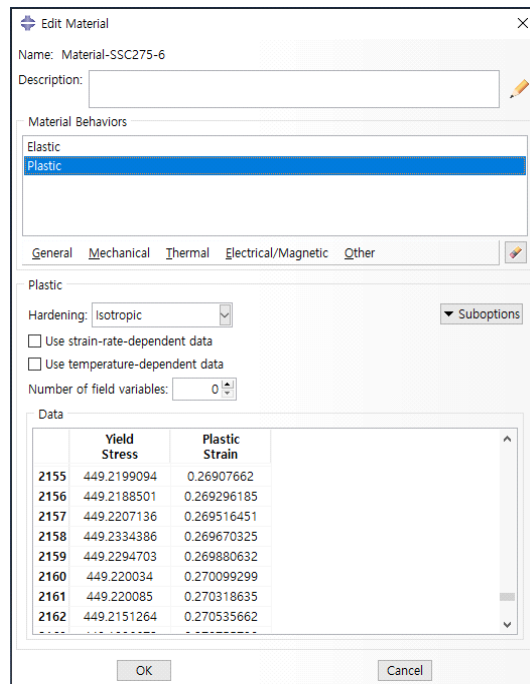 Edit Material
Name: Material-SSC275-6
Description:
Material Behaviors
Elastic
Plastic
General Mechanical Thermal Electrical/Magnetic Other
Plastic
Hardening: Isotropic
Suboptions
Use strain-rate-dependent data
Use temperature-dependent data
Number of field variables: 0
Data
Yield Stress Plastic Strain
2155 449.2199094 0.26907662
2156 449.2188501 0.269296185
2157 449.2207136 0.269516451
2158 449.2334386 0.269670325
2159 449.2294703 0.269880632
2160 449.220034 0.270099299
2161 449.220085 0.270318635
2162 449.2151264 0.270535662
OK Cancel